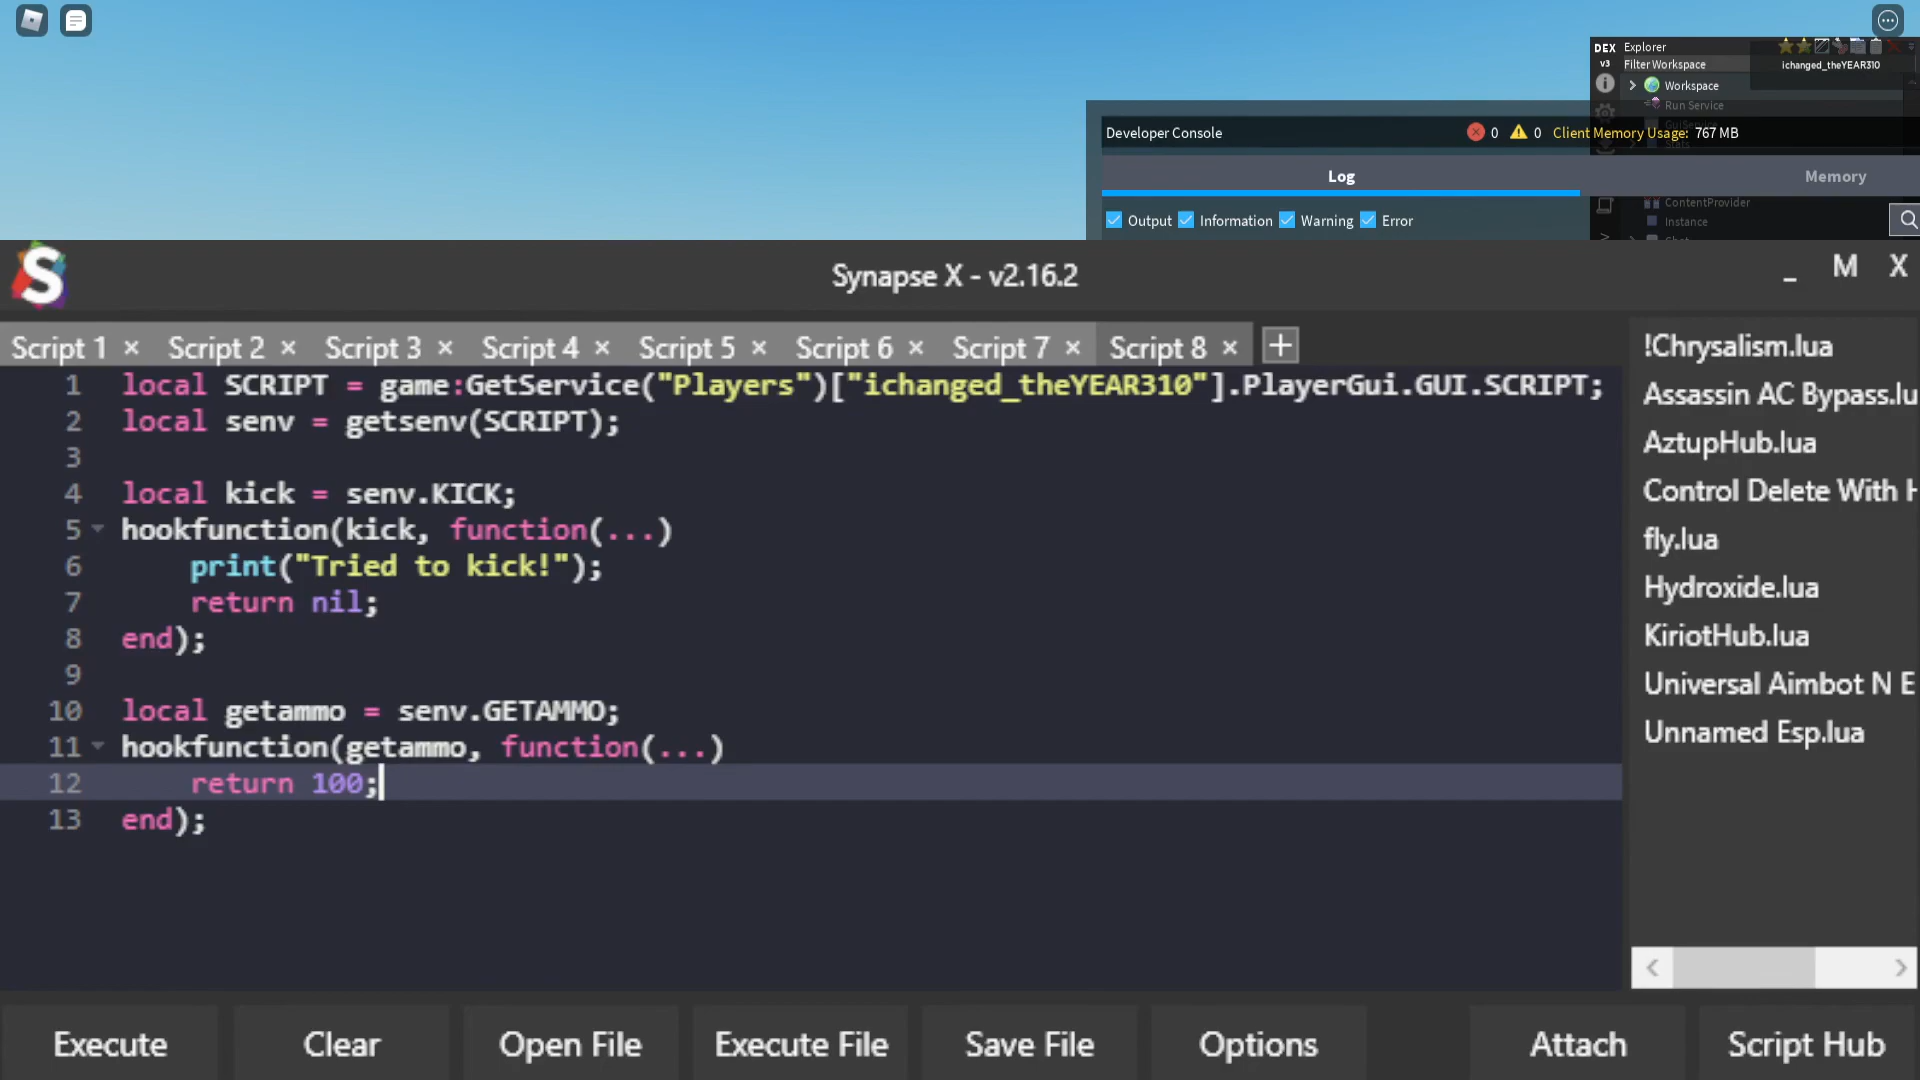 DEX Explorer
v3 Filter Workspace
ichanged_theYEAR310
Workspace
Run Service
Developer Console 0 0 Client Memory Usage: 767 MB
Stats
Log Memory
ContentProvider
Output Information Warning Error
Instance
Synapse X - v2.16.2
_ M X
Script 1 × Script 2 × Script 3 × Script 4 × Script 5 × Script 6 × Script 7 × Script 8 × +
1 local SCRIPT = game:GetService("Players")["ichanged_theYEAR310"].PlayerGui.GUI.SCRIPT;
2 local senv = getsenv(SCRIPT);
3
4 local kick = senv.KICK;
5 hookfunction(kick, function(...)
6 print("Tried to kick!");
7 return nil;
8 end);
9
10 local getammo = senv.GETAMMO;
11 hookfunction(getammo, function(...)
12 return 100;
13 end);
!Chrysalism.lua
Assassin AC Bypass.lu
AztupHub.lua
Control Delete With
fly.lua
Hydroxide.lua
KiriotHub.lua
Universal Aimbot N E
Unnamed Esp.lua
Execute Clear Open File Execute File Save File Options Attach Script Hub